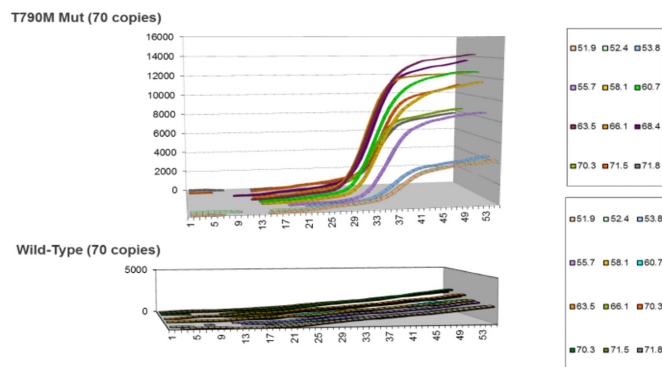 T790M Mut (70 copies)
16000
14000
12000
10000
8000
6000
4000
2000
0
1 5 9 13 17 21 25 29 33 37 41 45 49 53
51.9 52.4 53.8
55.7 58.1 60.7
63.5 66.1 68.4
70.3 71.5 71.8
Wild-Type (70 copies)
5000
0
1 5 9 13 17 21 25 29 33 37 41 45 49 53
51.9 52.4 53.8
55.7 58.1 60.7
63.5 66.1 70.3
70.3 71.5 71.8